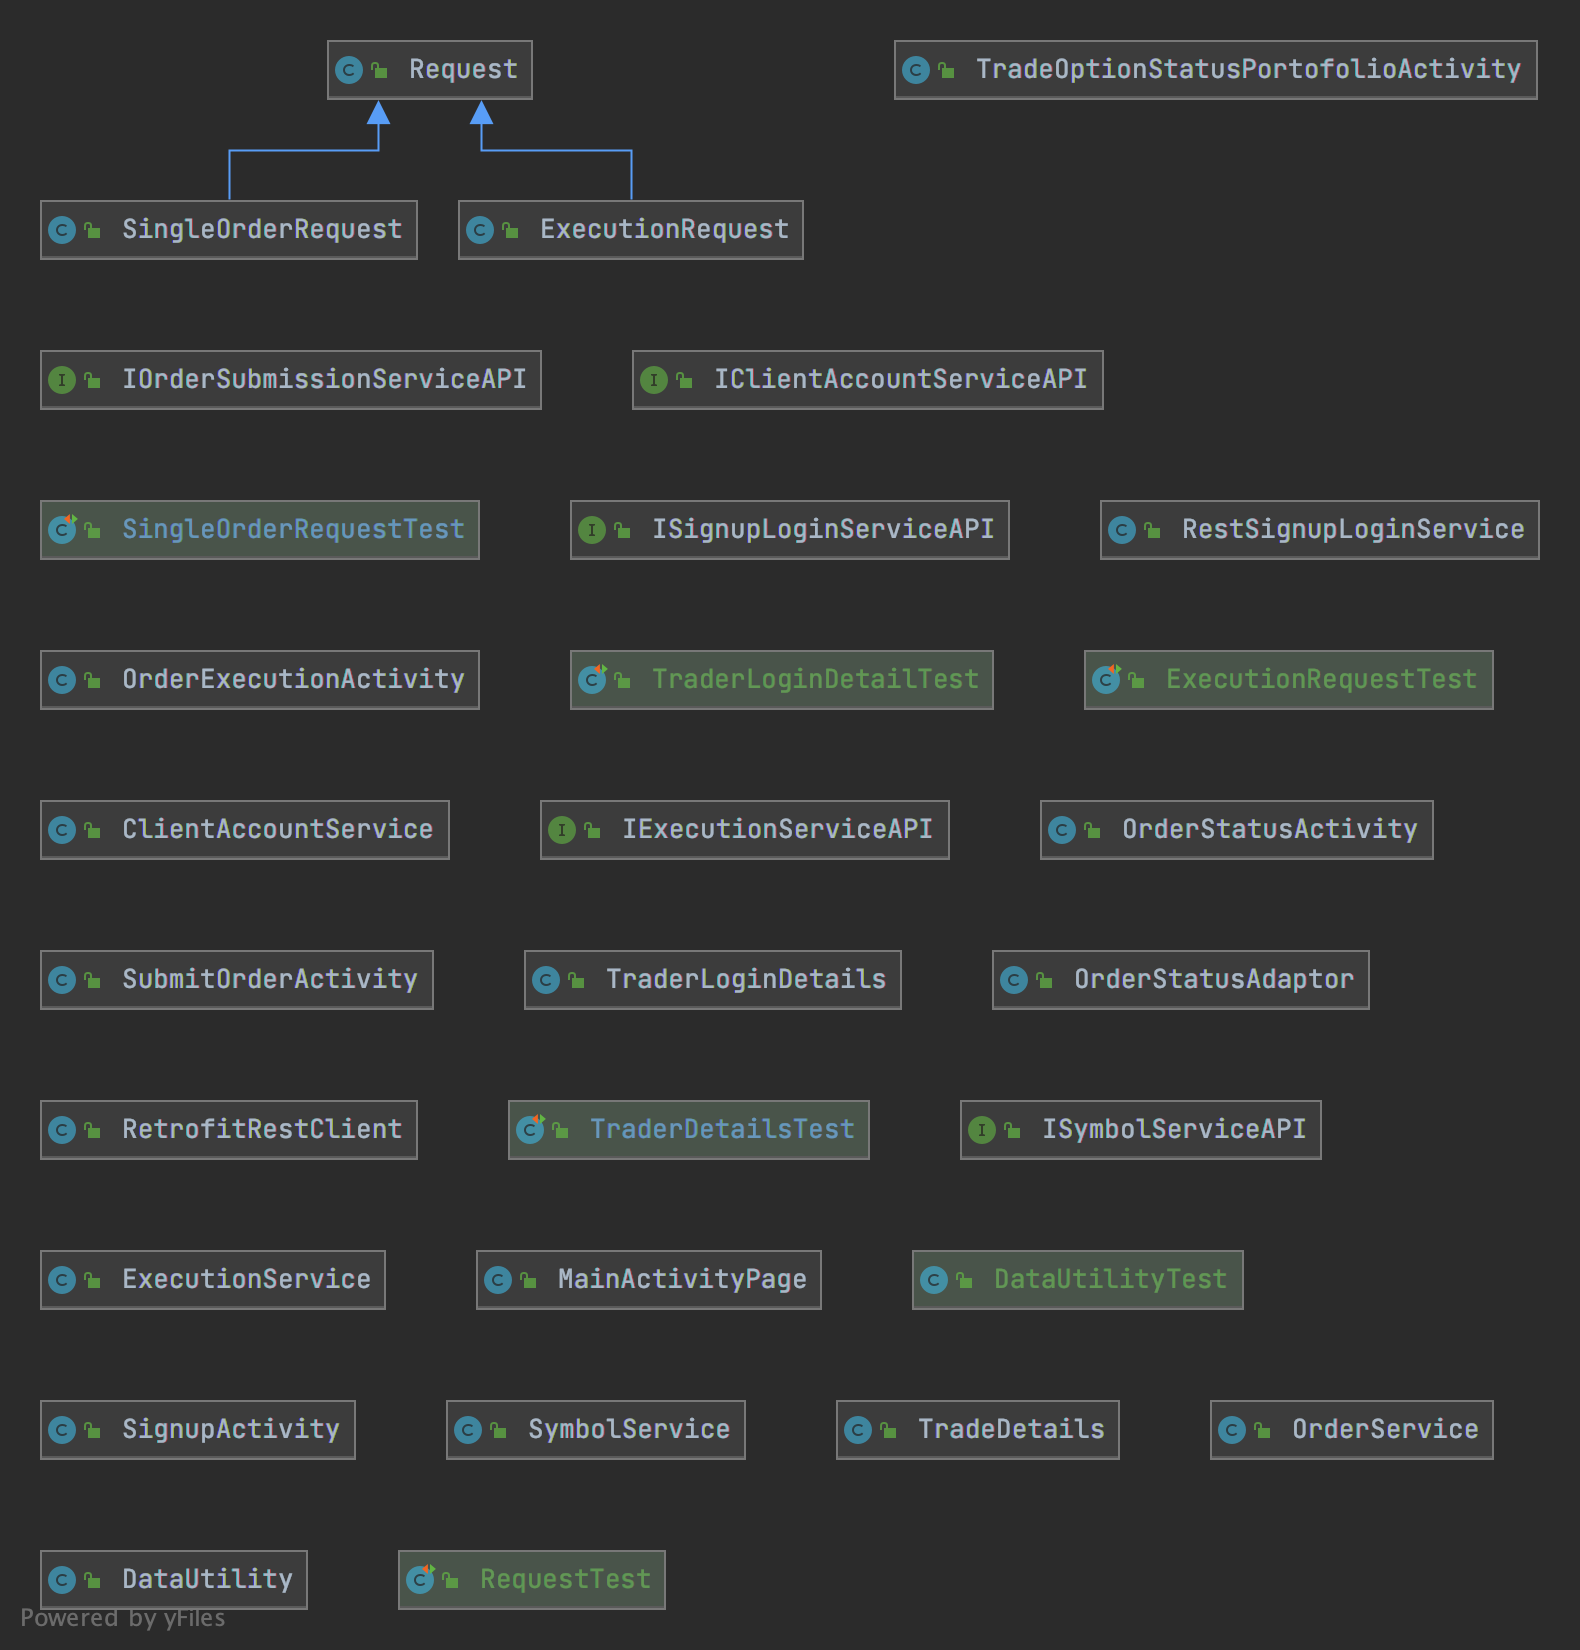 Request
TradeOptionStatusPortofolioActivity
SingleOrderRequest
ExecutionRequest
IOrderSubmissionServiceAPI
IClientAccountServiceAPI
SingleOrderRequestTest
ISignupLoginServiceAPI
RestSignupLoginService
OrderExecutionActivity
TraderLoginDetailTest
ExecutionRequestTest
ClientAccountService
IExecutionServiceAPI
OrderStatusActivity
SubmitOrderActivity
TraderLoginDetails
OrderStatusAdaptor
RetrofitRestClient
TraderDetailsTest
ISymbolServiceAPI
ExecutionService
MainActivityPage
DataUtilityTest
SignupActivity
SymbolService
TradeDetails
OrderService
DataUtility
RequestTest
Powered by yFiles